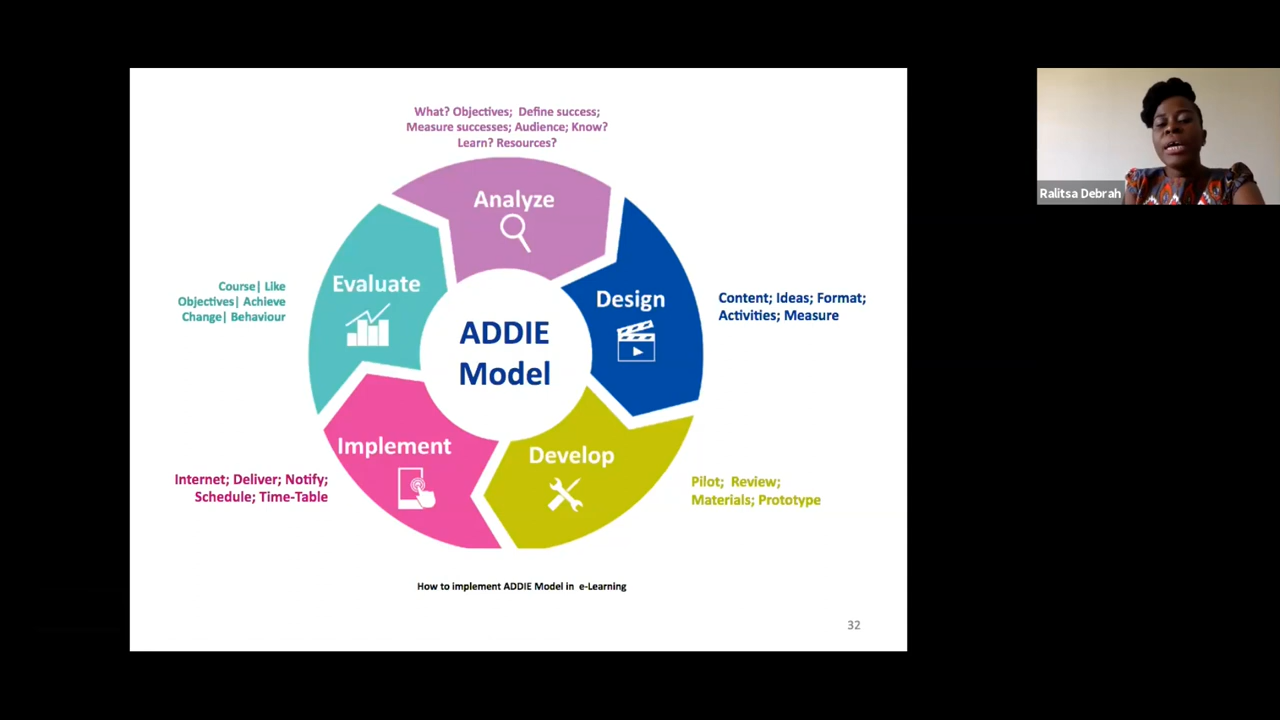 What? Objectives;  Define success;
Measure successes; Audience; Know?
Learn? Resources?
Analyze
Ralitsa Debrah
Evaluate
Course| Like
Objectives| Achieve
Change| Behaviour
Design
Content; Ideas; Format;
Activities; Measure
ADDIE
Model
Implement
Internet; Deliver; Notify;
Schedule; Time-Table
Develop
Pilot;  Review;
Materials; Prototype
How to implement ADDIE Model in  e-Learning
32